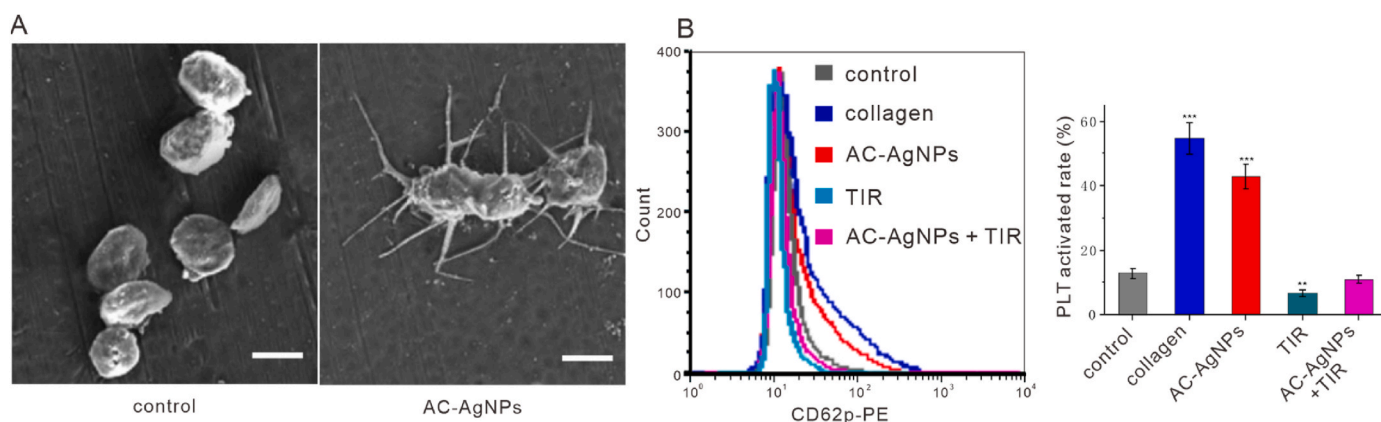 A
control
AC-AgNPs
B
400
300
200
100
0
Count
10⁰
10¹
10²
10³
10⁴
CD62p-PE
control
collagen
AC-AgNPs
TIR
AC-AgNPs + TIR
PLT activated rate (%)
60
40
20
0
***
***
**
control
collagen
AC-AgNPs
TIR
AC-AgNPs
+TIR